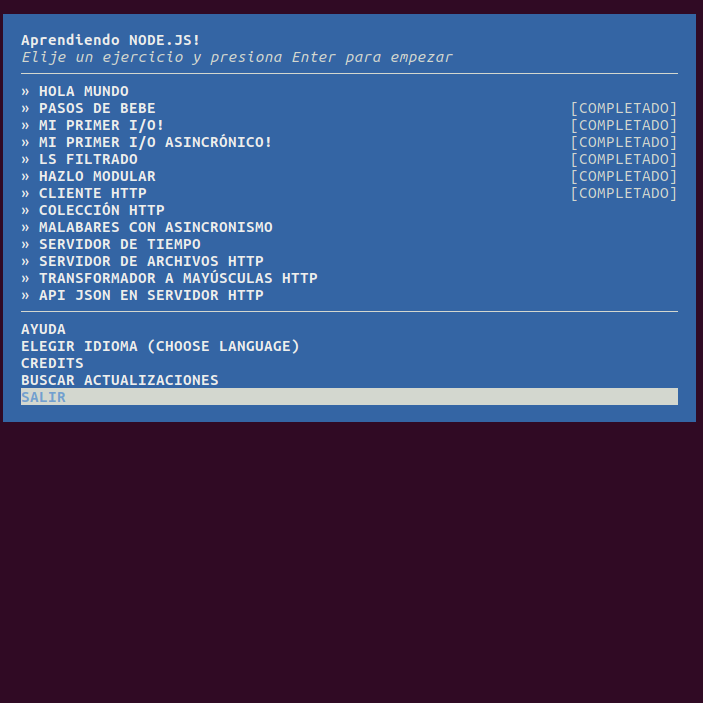 Aprendiendo NODE.JS!
Elije un ejercicio y presiona Enter para empezar
» HOLA MUNDO
» PASOS DE BEBE [COMPLETADO]
» MI PRIMER I/O! [COMPLETADO]
» MI PRIMER I/O ASINCRÓNICO! [COMPLETADO]
» LS FILTRADO [COMPLETADO]
» HAZLO MODULAR [COMPLETADO]
» CLIENTE HTTP [COMPLETADO]
» COLECCIÓN HTTP
» MALABARES CON ASINCRONISMO
» SERVIDOR DE TIEMPO
» SERVIDOR DE ARCHIVOS HTTP
» TRANSFORMADOR A MAYÚSCULAS HTTP
» API JSON EN SERVIDOR HTTP
AYUDA
ELEGIR IDIOMA (CHOOSE LANGUAGE)
CREDITS
BUSCAR ACTUALIZACIONES
SALIR